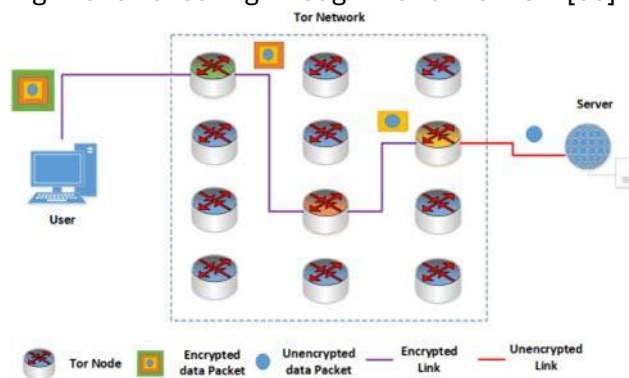 Tor Network
Server
User
Tor Node
Encrypted
data Packet
Unencrypted
data Packet
Encrypted
Link
Unencrypted
Link